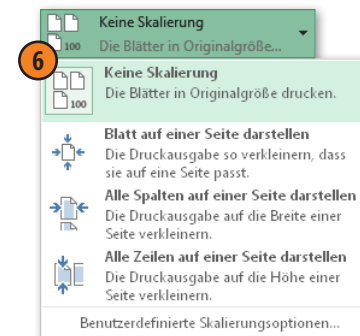 Keine Skalierung
100 Die Blätter in Originalgröße...
6
Keine Skalierung
Die Blätter in Originalgröße drucken.
100
Blatt auf einer Seite darstellen
Die Druckausgabe so verkleinern, dass
sie auf eine Seite passt.
Alle Spalten auf einer Seite darstellen
Die Druckausgabe auf die Breite einer
Seite verkleinern.
Alle Zeilen auf einer Seite darstellen
Die Druckausgabe auf die Höhe einer
Seite verkleinern.
Benutzerdefinierte Skalierungsoptionen...